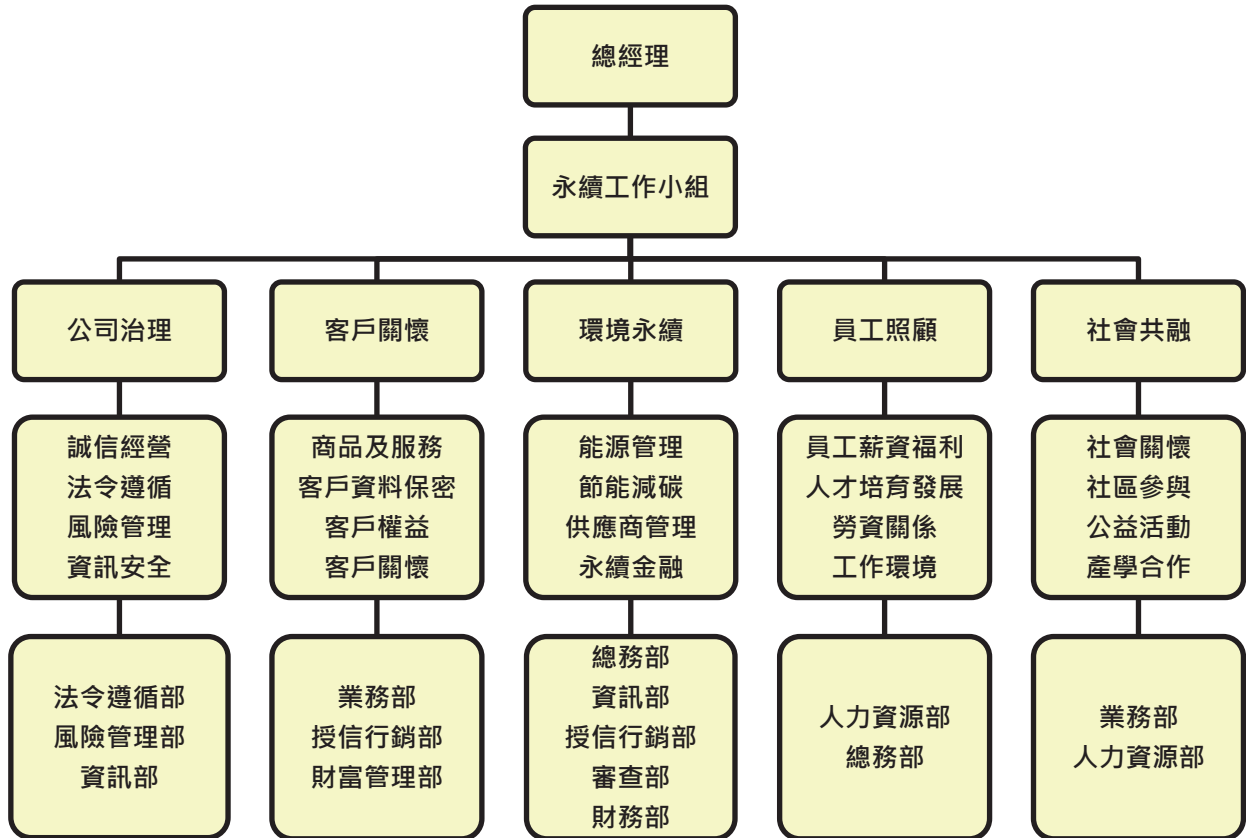 總經理
永續工作小組
公司治理
客戶關懷
環境永續
員工照顧
社會共融
誠信經營
法令遵循
風險管理
資訊安全
商品及服務
客戶資料保密
客戶權益
客戶關懷
能源管理
節能減碳
供應商管理
永續金融
員工薪資福利
人才培育發展
勞資關係
工作環境
社會關懷
社區參與
公益活動
產學合作
法令遵循部
風險管理部
資訊部
業務部
授信行銷部
財富管理部
總務部
資訊部
授信行銷部
審查部
財務部
人力資源部
總務部
業務部
人力資源部